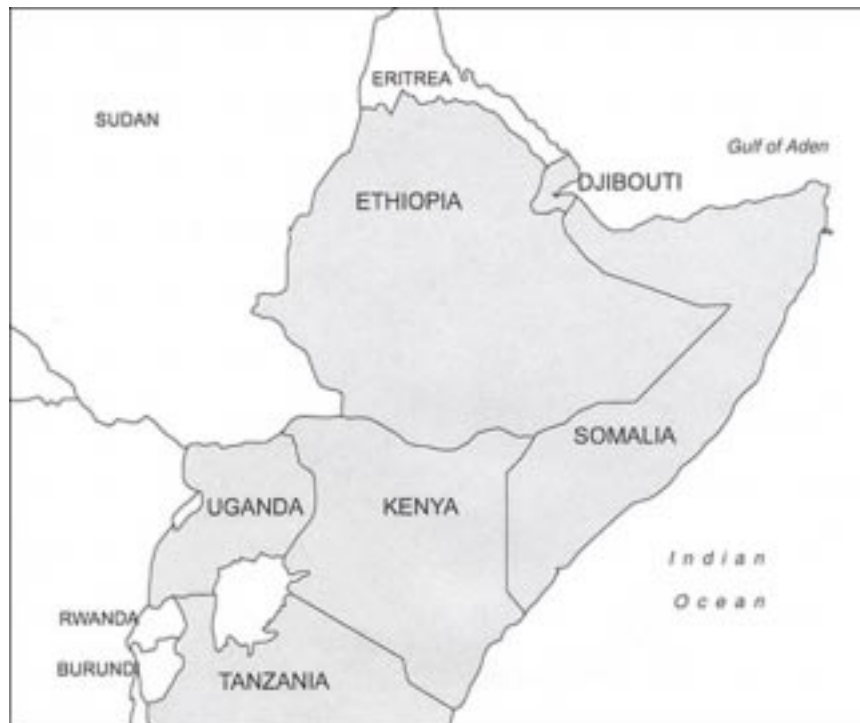 ERITREA
SUDAN
Gulf of Aden
DJIBOUTI
ETHIOPIA
SOMALIA
UGANDA
KENYA
Indian
Ocean
RWANDA
BURUNDI
TANZANIA